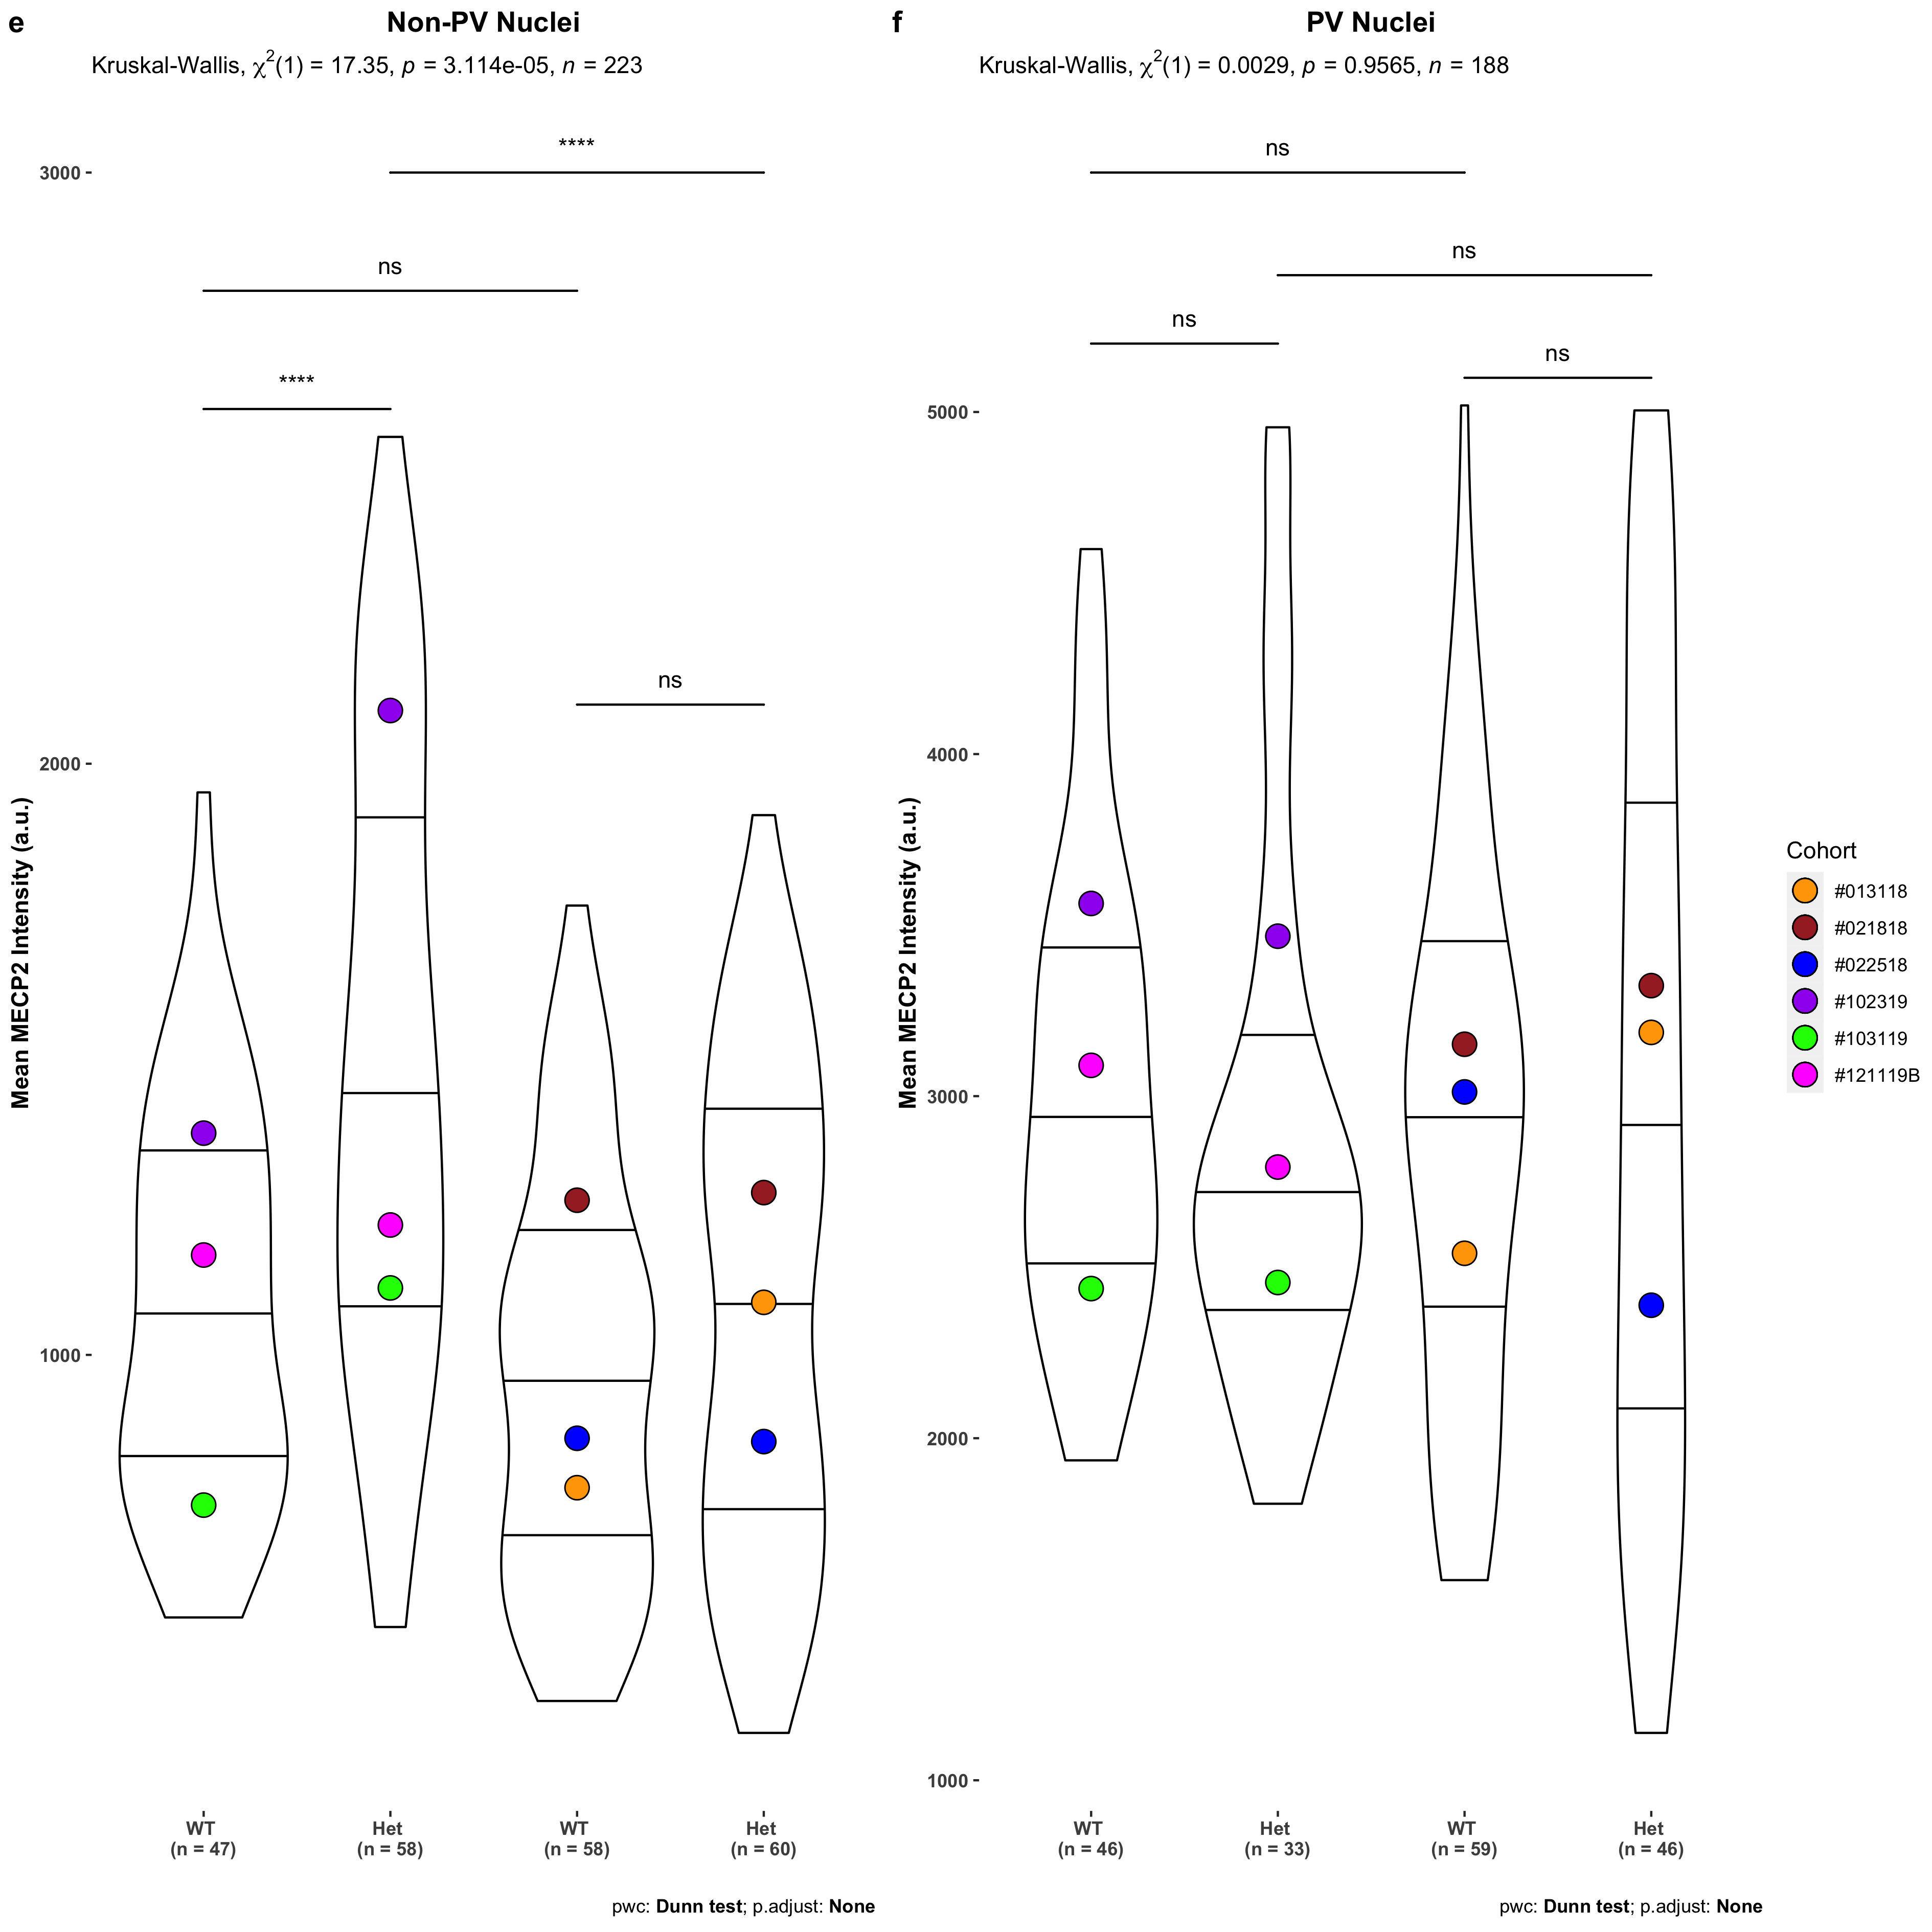 e
Non-PV Nuclei
Kruskal-Wallis, χ²(1) = 17.35, p = 3.114e-05, n = 223
3000
2000
1000
Mean MECP2 Intensity (a.u.)
****
ns
****
ns
WT
(n = 47)
Het
(n = 58)
WT
(n = 58)
Het
(n = 60)
pwc: Dunn test; p.adjust: None
f
PV Nuclei
Kruskal-Wallis, χ²(1) = 0.0029, p = 0.9565, n = 188
5000
4000
3000
2000
1000
Mean MECP2 Intensity (a.u.)
ns
ns
ns
ns
WT
(n = 46)
Het
(n = 33)
WT
(n = 59)
Het
(n = 46)
pwc: Dunn test; p.adjust: None
Cohort
#013118
#021818
#022518
#102319
#103119
#121119B